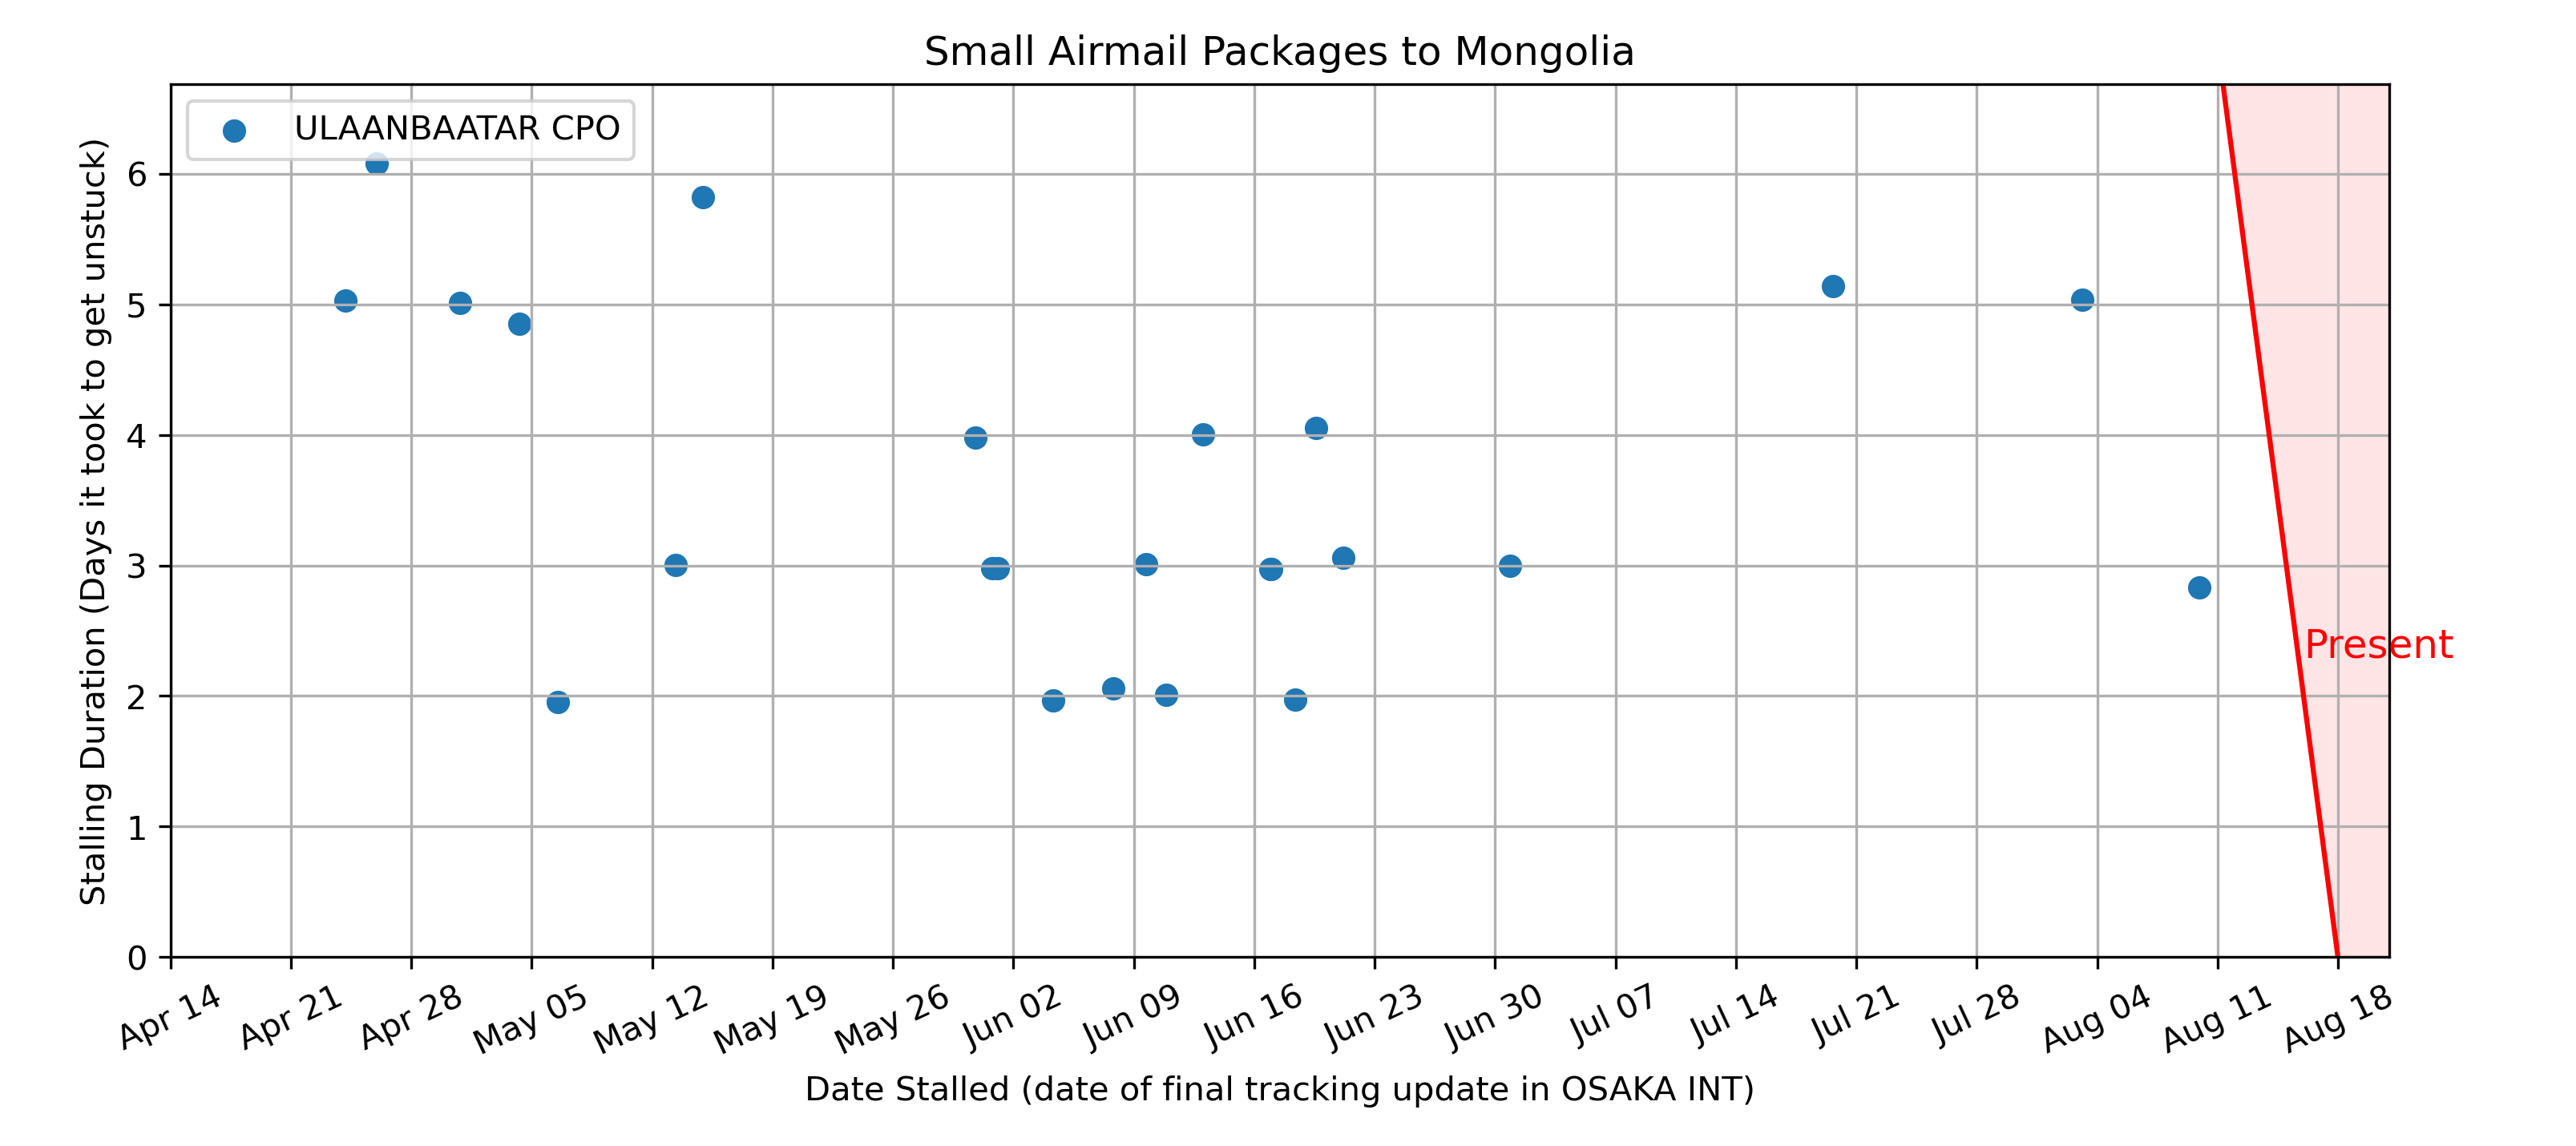 Small Airmail Packages to Mongolia
ULAANBAATAR CPO
Stalling Duration (Days it took to get unstuck)
6
5
4
3
2
1
0
Present
Apr 14
Apr 21
Apr 28
May 05
May 12
May 19
May 26
Jun 02
Jun 09
Jun 16
Jun 23
Jun 30
Jul 07
Jul 14
Jul 21
Jul 28
Aug 04
Aug 11
Aug 18
Date Stalled (date of final tracking update in OSAKA INT)